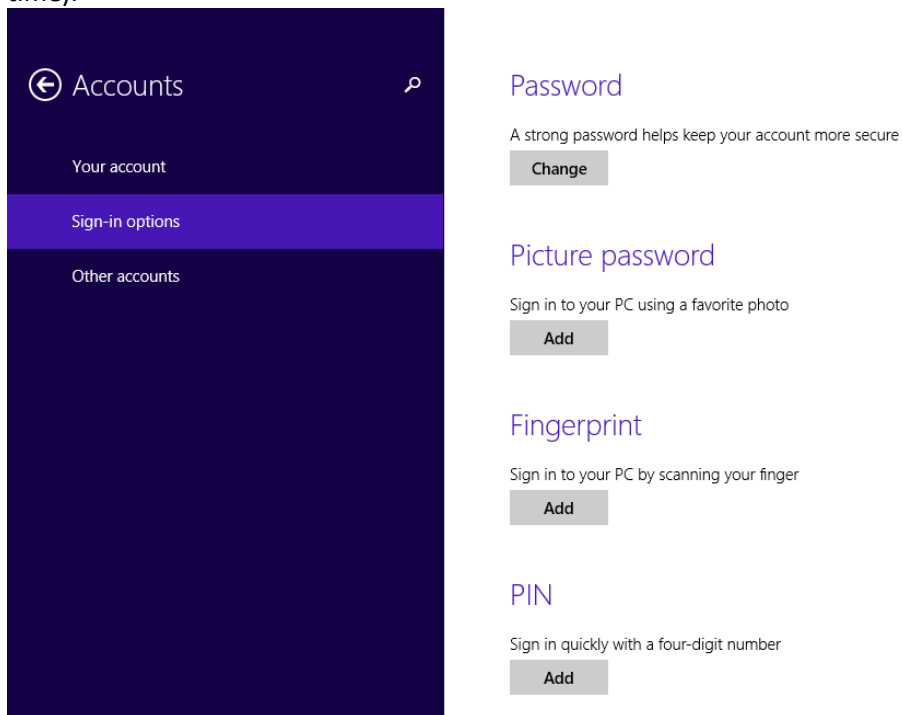 time).
Accounts
Your account
Sign-in options
Other accounts
Password
A strong password helps keep your account more secure
Change
Picture password
Sign in to your PC using a favorite photo
Add
Fingerprint
Sign in to your PC by scanning your finger
Add
PIN
Sign in quickly with a four-digit number
Add